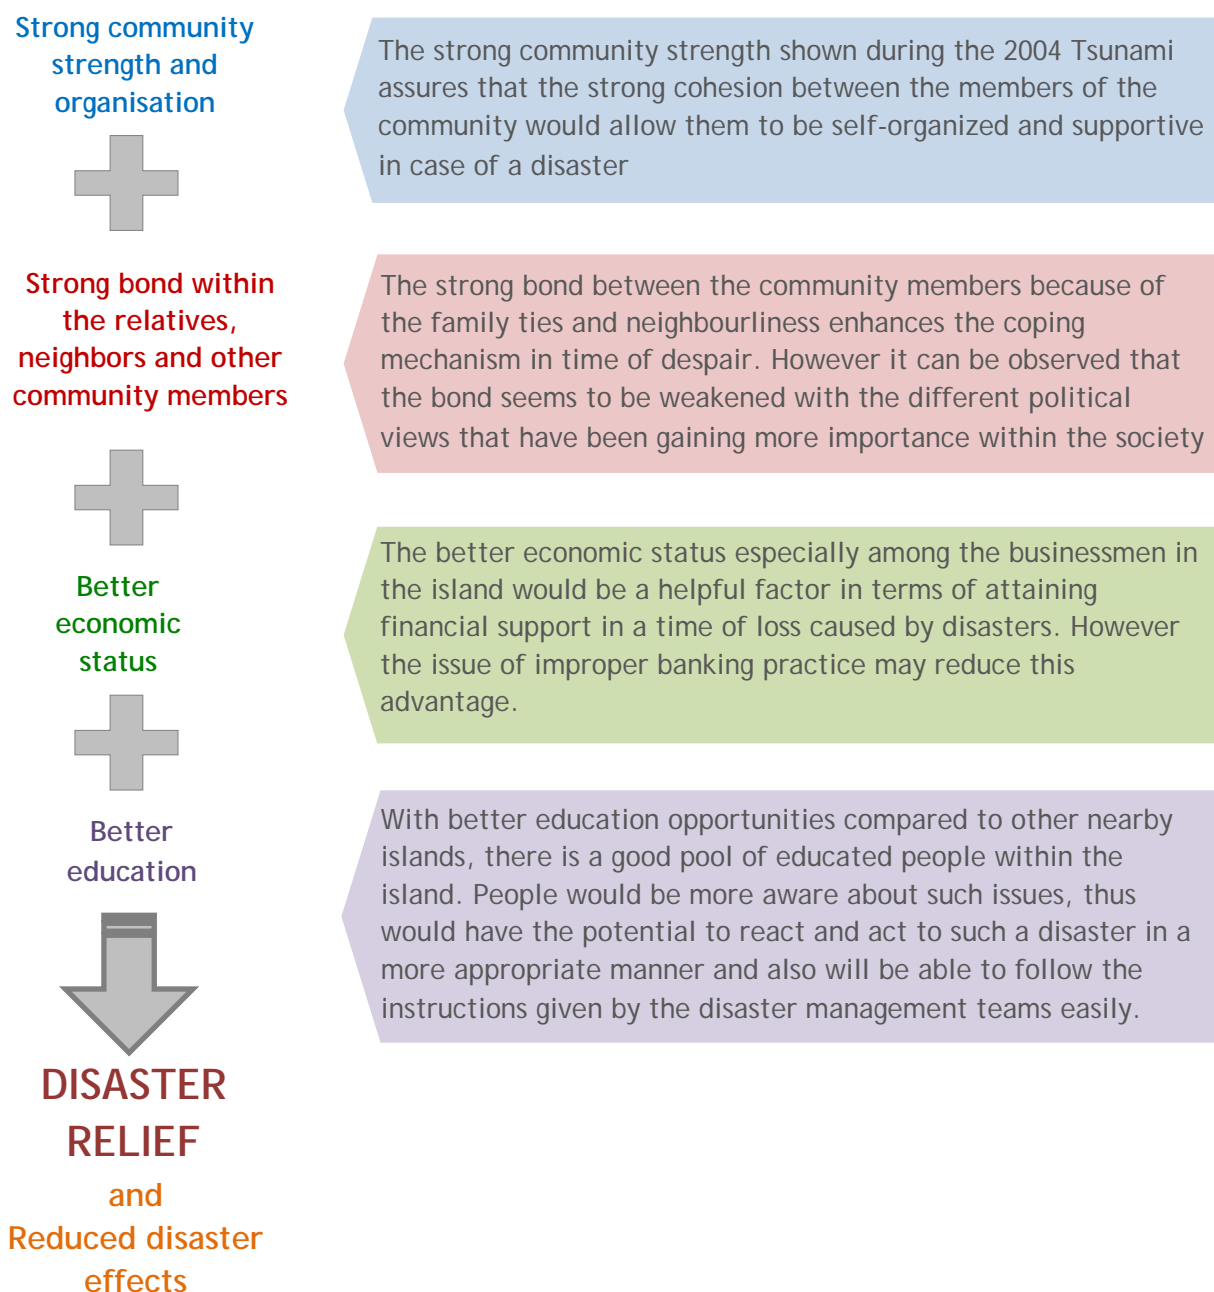 Strong community
strength and
organisation
The strong community strength shown during the 2004 Tsunami
assures that the strong cohesion between the members of the
community would allow them to be self-organized and supportive
in case of a disaster
Strong bond within
the relatives,
neighbors and other
community members
The strong bond between the community members because of
the family ties and neighbourliness enhances the coping
mechanism in time of despair. However it can be observed that
the bond seems to be weakened with the different political
views that have been gaining more importance within the society
Better
economic
status
The better economic status especially among the businessmen in
the island would be a helpful factor in terms of attaining
financial support in a time of loss caused by disasters. However
the issue of improper banking practice may reduce this
advantage.
Better
education
With better education opportunities compared to other nearby
islands, there is a good pool of educated people within the
island. People would be more aware about such issues, thus
would have the potential to react and act to such a disaster in a
more appropriate manner and also will be able to follow the
instructions given by the disaster management teams easily.
DISASTER
RELIEF
and
Reduced disaster
effects